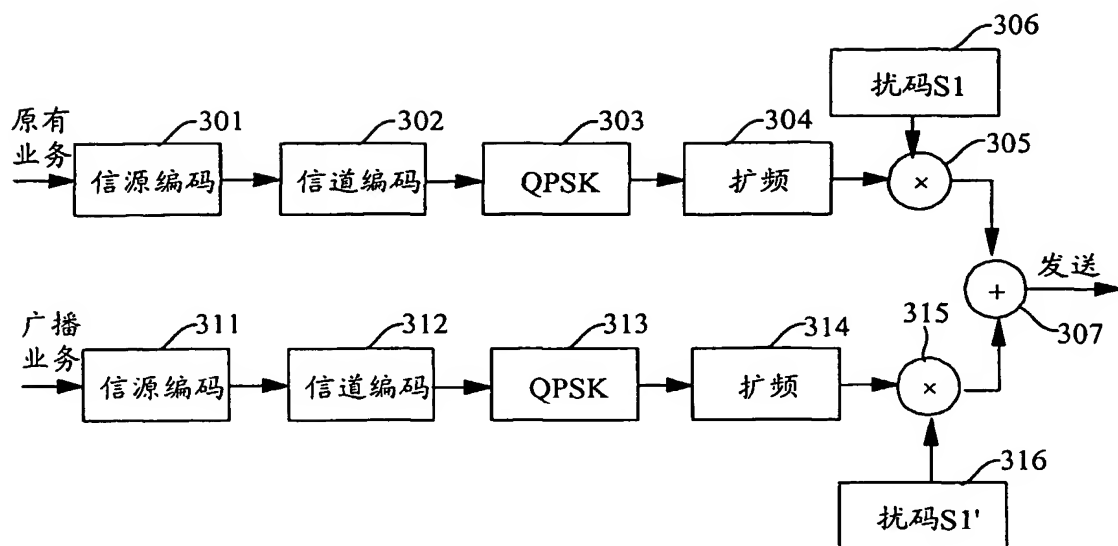 306
扰码S1
原有
业务
301
302
303
304
305
信源编码
信道编码
QPSK
扩频
×
+
发送
307
广播
业务
311
312
313
314
315
信源编码
信道编码
QPSK
扩频
×
316
扰码S1'